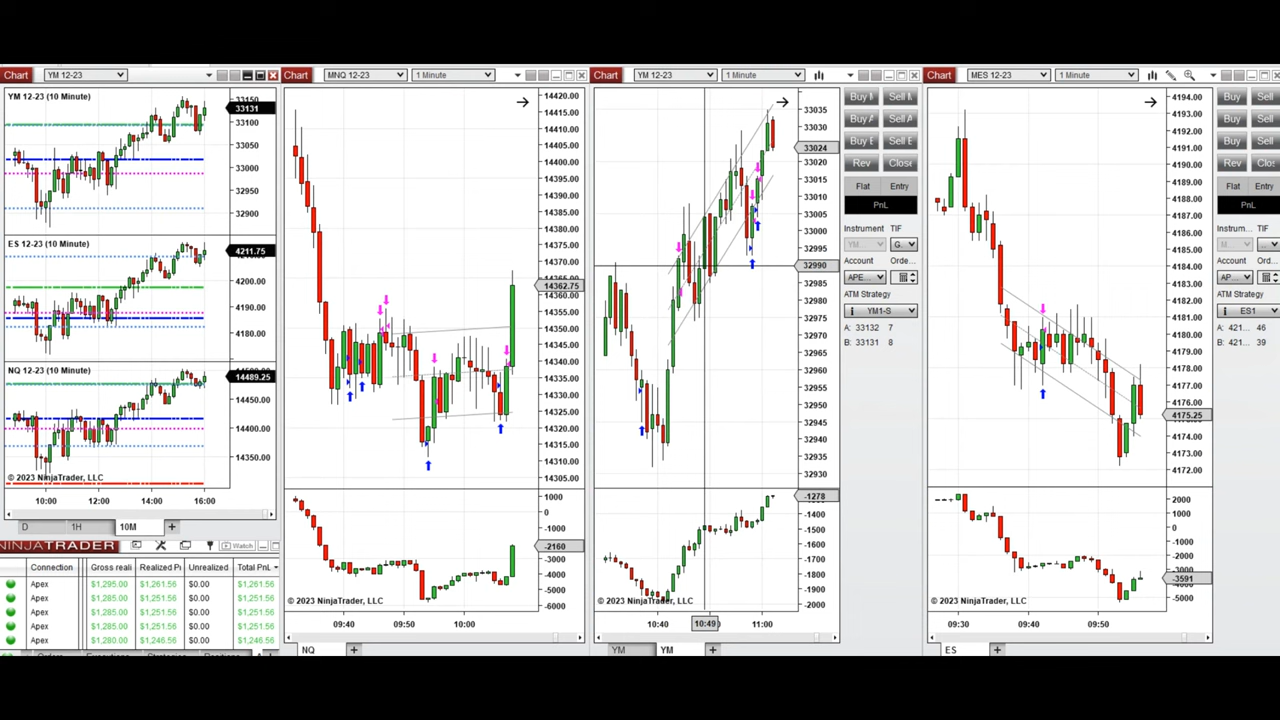 Chart YM 12-23
YM 12-23 (10 Minute)
33150
33131
33100
33000
32950
32900
ES 12-23 (10 Minute)
4211.75
4200.00
4190.00
4180.00
NQ 12-23 (10 Minute)
14489.25
14450.00
14400.00
14350.00
© 2023 NinjaTrader, LLC
10:00 12:00 14:00 16:00
D 1H 10M +
NINJATRADER Watch
Connection Gross reali Realized P Unrealized Total PnL
Apex $1,295.00 $1,261.56 $0.00 $1,261.56
Apex $1,285.00 $1,261.56 $0.00 $1,261.56
Apex $1,285.00 $1,251.56 $0.00 $1,251.56
Apex $1,285.00 $1,251.56 $0.00 $1,251.56
Apex $1,280.00 $1,246.56 $0.00 $1,246.56
Chart MNQ 12-23 1 Minute
14420.00
14415.00
14410.00
14405.00
14400.00
14395.00
14390.00
14385.00
14380.00
14375.00
14370.00
14365.00
14362.75
14360.00
14355.00
14350.00
14345.00
14340.00
14335.00
14330.00
14325.00
14320.00
14315.00
14310.00
14305.00
1000
0
-1000
-2160
-3000
-4000
-5000
-6000
© 2023 NinjaTrader, LLC
09:40 09:50 10:00
NQ +
Chart YM 12-23 1 Minute
33035
33030
33024
33020
33015
33010
33005
33000
32995
32990
32985
32980
32975
32970
32965
32960
32955
32950
32945
32940
32935
32930
-1278
-1400
-1500
-1600
-1700
-1800
-1900
-2000
© 2023 NinjaTrader, LLC
10:40 10:49 11:00
YM YM +
Buy M Sell M
Buy A Sell A
Buy E Sell E
Rev Close
Flat Entry
PnL
Instrument TIF
YM... G...
Account Orde...
APE...
ATM Strategy
YM1-S
A: 33132 7
B: 33131 8
Chart MES 12-23 1 Minute
4194.00
4193.00
4192.00
4191.00
4190.00
4189.00
4188.00
4187.00
4186.00
4185.00
4184.00
4183.00
4182.00
4181.00
4180.00
4179.00
4178.00
4177.00
4176.00
4175.25
4174.00
4173.00
4172.00
2000
1000
0
-1000
-2000
-3000
-3591
-5000
© 2023 NinjaTrader, LLC
09:30 09:40 09:50
ES +
Buy Sell
Buy Sell
Buy Sell
Rev Close
Flat Entry
PnL
Instrum... TIF
M...
Account Orde
AP...
ATM Strategy
ES1
A: 421... 46
B: 421... 39